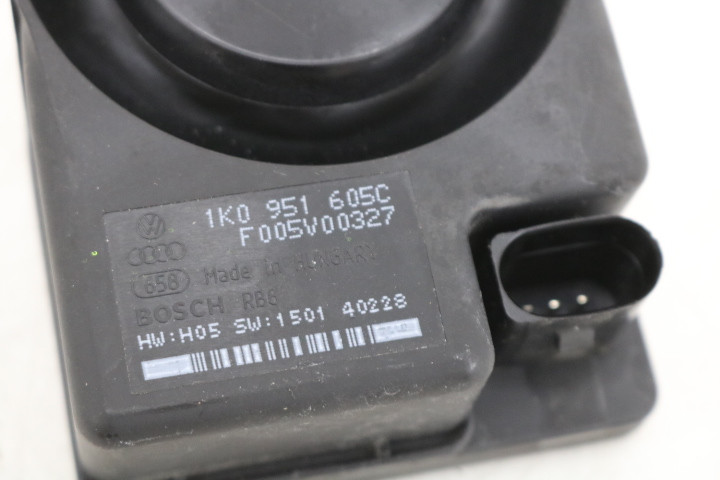 1K0 951 605C
F005V00327
658 Made in HUNGARY
BOSCH RB8
HW:H05 SW:1501 40228